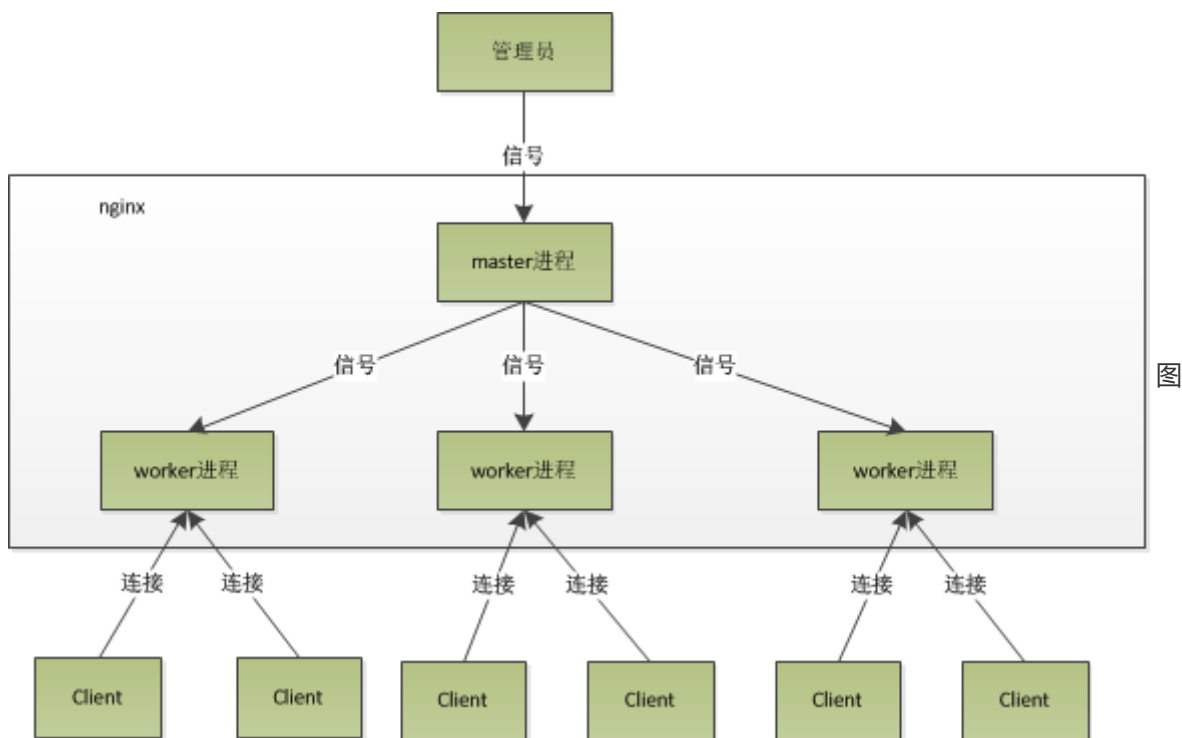 管理员
信号
nginx
master进程
信号 信号 信号
图
worker进程 worker进程 worker进程
连接 连接 连接 连接 连接 连接
Client Client Client Client Client Client